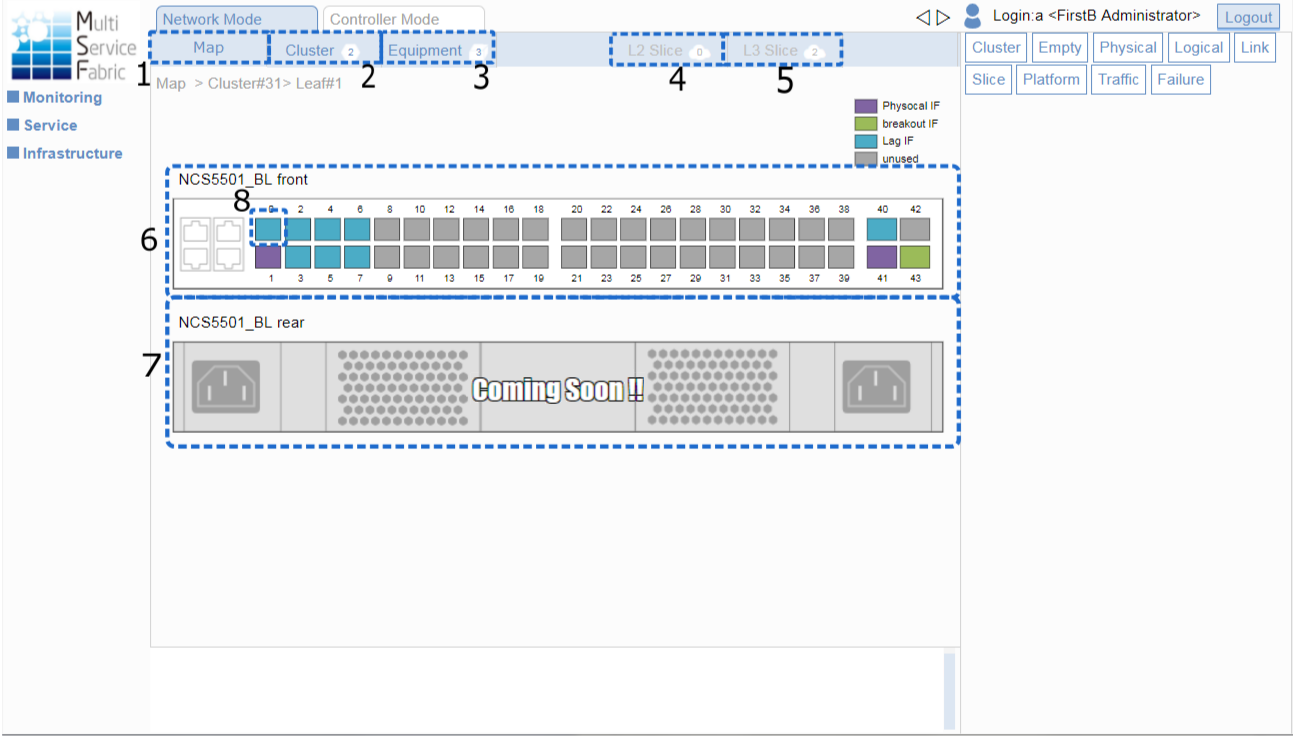 Multi
Service
Fabric
Network Mode
Controller Mode
Login:a <FirstB Administrator>
Logout
Map
Cluster 2
Equipment 3
L2 Slice 0
L3 Slice 2
1
2
3
4
5
Cluster
Empty
Physical
Logical
Link
Slice
Platform
Traffic
Failure
Map > Cluster#31> Leaf#1
Monitoring
Service
Infrastructure
Physocal IF
breakout IF
Lag IF
unused
NCS5501_BL front
8
6
0 2 4 6 8 10 12 14 16 18 20 22 24 26 28 30 32 34 36 38 40 42
1 3 5 7 9 11 13 15 17 19 21 23 25 27 29 31 33 35 37 39 41 43
NCS5501_BL rear
7
Coming Soon !!